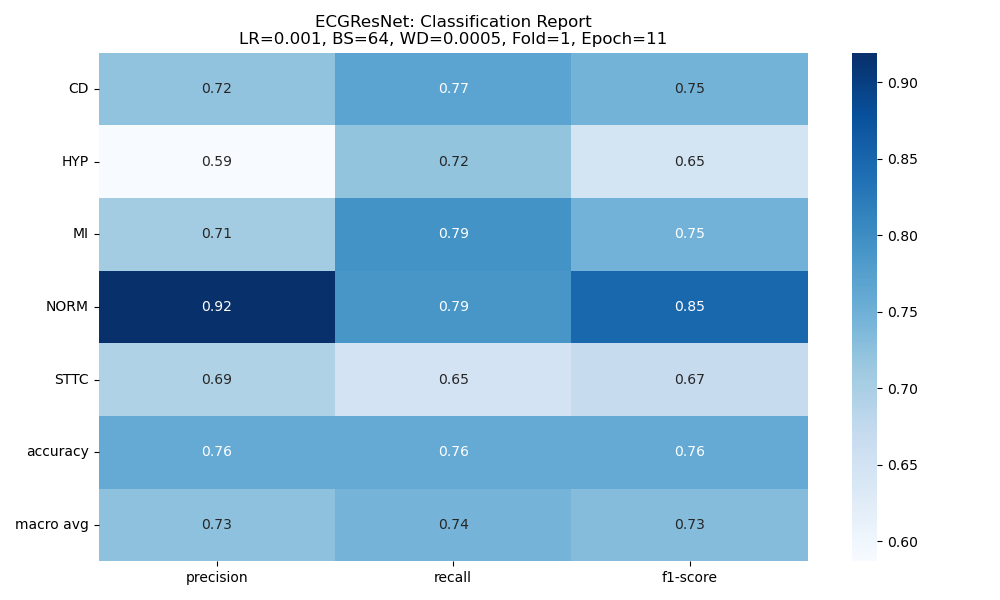 ECGResNet: Classification Report
LR=0.001, BS=64, WD=0.0005, Fold=1, Epoch=11
CD 0.72 0.77 0.75
HYP 0.59 0.72 0.65
MI 0.71 0.79 0.75
NORM 0.92 0.79 0.85
STTC 0.69 0.65 0.67
accuracy 0.76 0.76 0.76
macro avg 0.73 0.74 0.73
precision recall f1-score
0.90
0.85
0.80
0.75
0.70
0.65
0.60